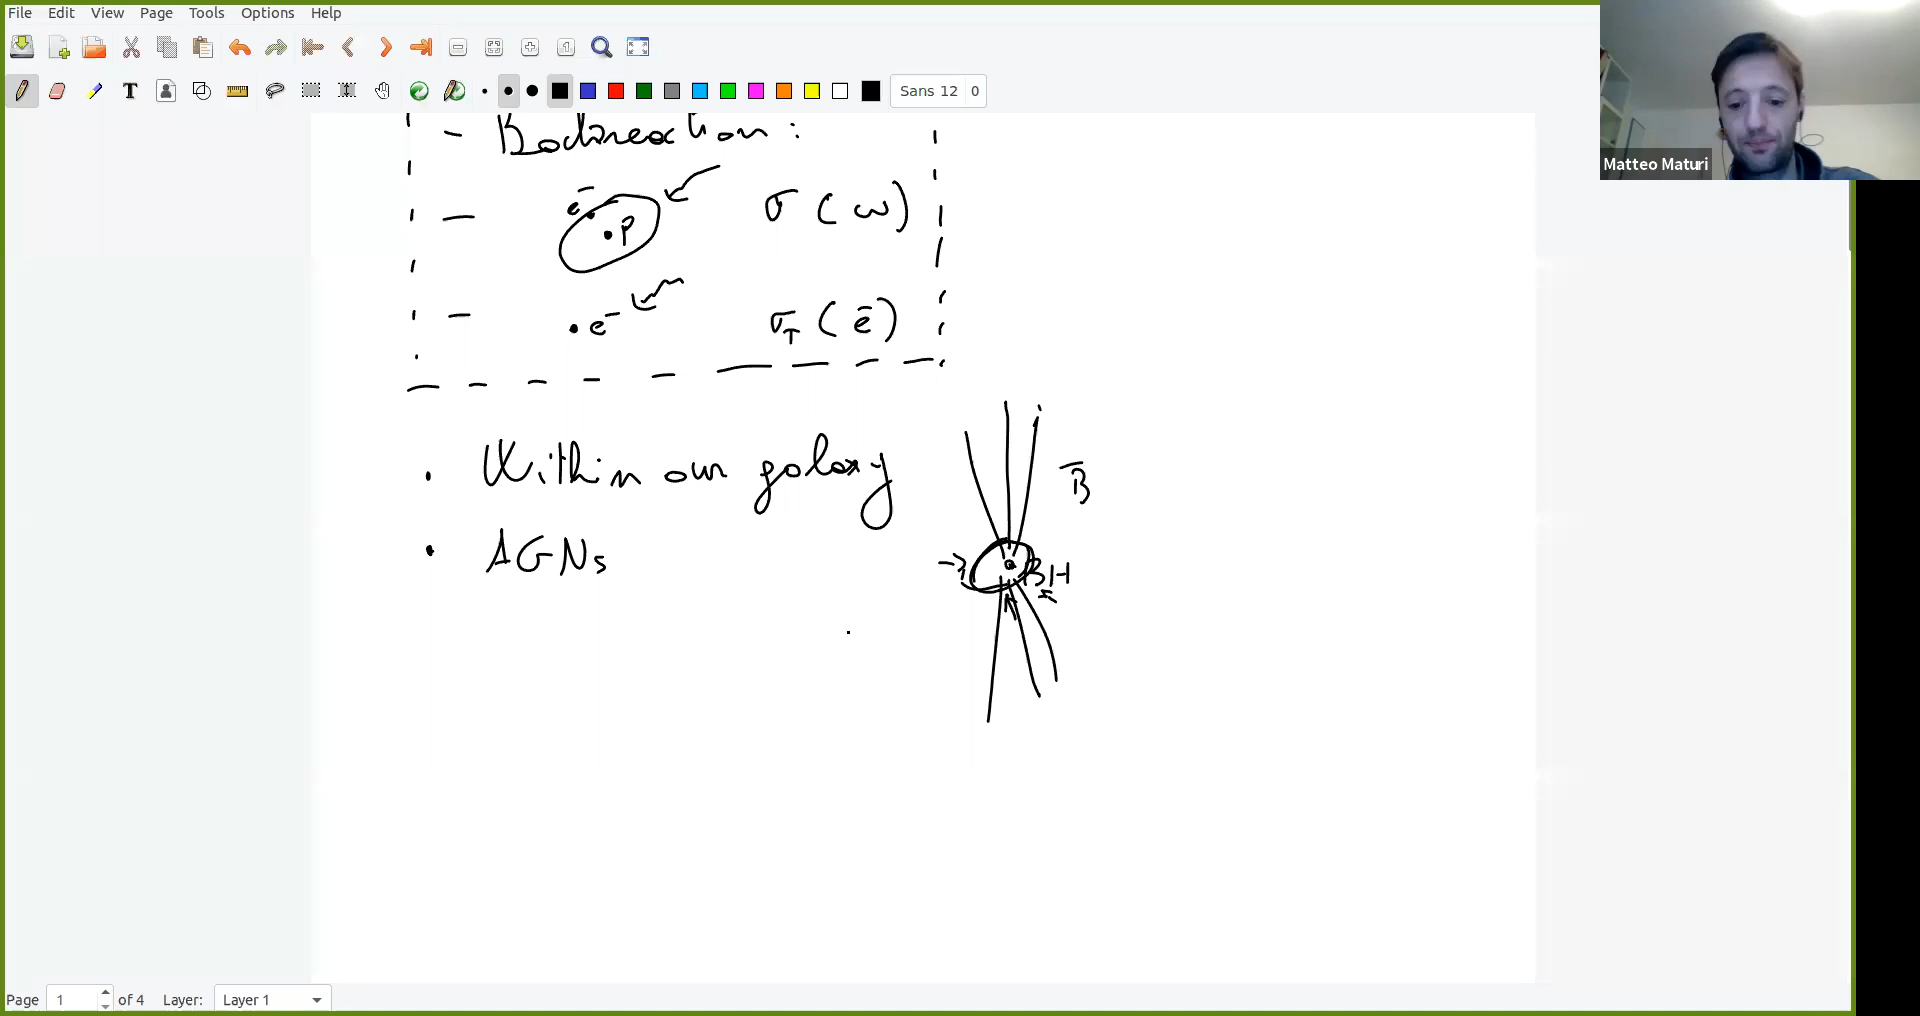 File Edit View Page Tools Options Help
Sans 12 0
Matteo Maturi
- Backreaction:
- e⁻ p σ(ω)
- e⁻ σT(e⁻)
• Within our galaxy
B
• AGNs
BH
Page 1 of 4 Layer: Layer 1